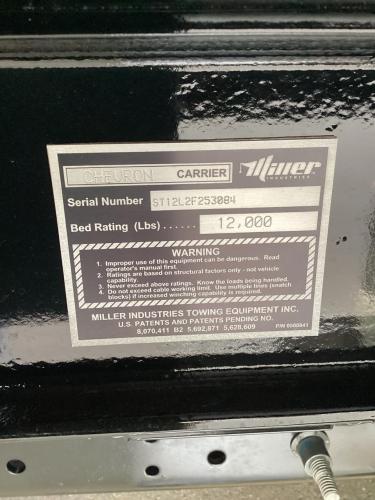 CHEVRON CARRIER Miller INDUSTRIES
Serial Number ST12L2F253084
Bed Rating (Lbs)...... 12,000
WARNING
1. Improper use of this equipment can be dangerous. Read
operator's manual first.
2. Ratings are based on structural factors only - not vehicle
capability.
3. Never exceed above ratings. Know the loads being handled.
4. Do not exceed cable working limit. Use multiple lines (snatch
blocks) if increased winching capability is required.
MILLER INDUSTRIES TOWING EQUIPMENT INC.
U.S. PATENTS AND PATENTS PENDING NO.
8,070,411 B2 5,692,871 5,628,609